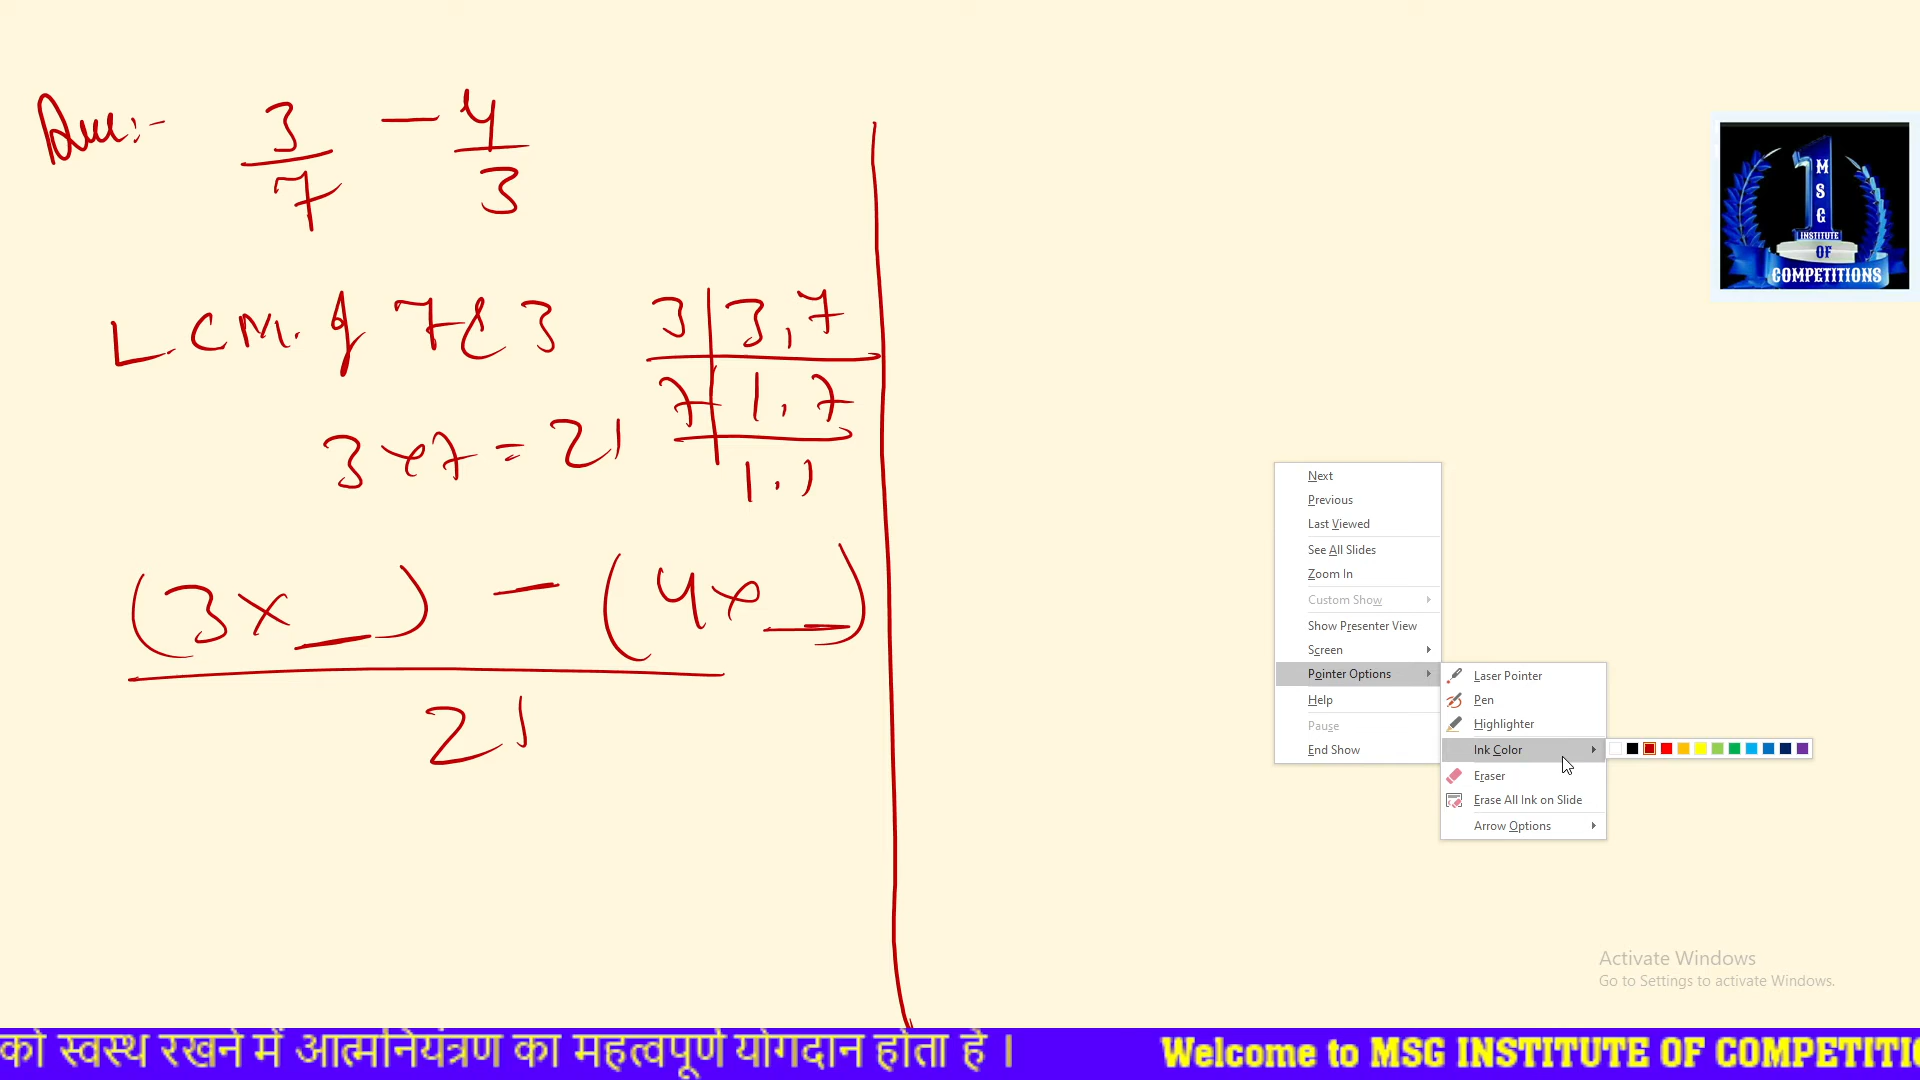 Que:- 3/7 - 4/3
L.C.M. of 7 & 3
3 | 3, 7
7 | 1, 7
1, 1
3 x 7 = 21
(3 x __) - (4 x __)
21
M
S
G
INSTITUTE
OF
COMPETITIONS
Next
Previous
Last Viewed
See All Slides
Zoom In
Custom Show
Show Presenter View
Screen
Pointer Options
Help
Pause
End Show
Laser Pointer
Pen
Highlighter
Ink Color
Eraser
Erase All Ink on Slide
Arrow Options
Activate Windows
Go to Settings to activate Windows.
को स्वस्थ रखने में आत्मनियंत्रण का महत्वपूर्ण योगदान होता है । Welcome to MSG INSTITUTE OF